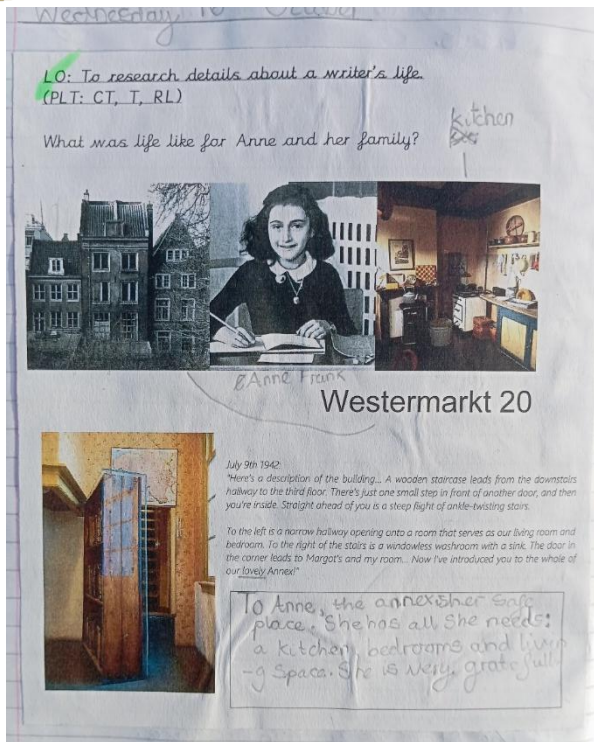 Wednesday 10
LO: To research details about a writer's life.
(PLT: CT, T, RL)
kitchen
What was life like for Anne and her family?
Anne Frank
Westermarkt 20
July 9th 1942:
"Here's a description of the building... A wooden staircase leads from the downstairs
hallway to the third floor. There's just one small step in front of another door, and then
you're inside. Straight ahead of you is a steep flight of ankle-twisting stairs.
To the left is a narrow hallway opening onto a room that serves as our living room and
bedroom. To the right of the stairs is a windowless washroom with a sink. The door in
the corner leads to Margot's and my room... Now I've introduced you to the whole of
our lovely Annex!"
To Anne, the annex is her safe
place. She has all she needs:
a kitchen, bedrooms and livin
-g space. She is very grateful